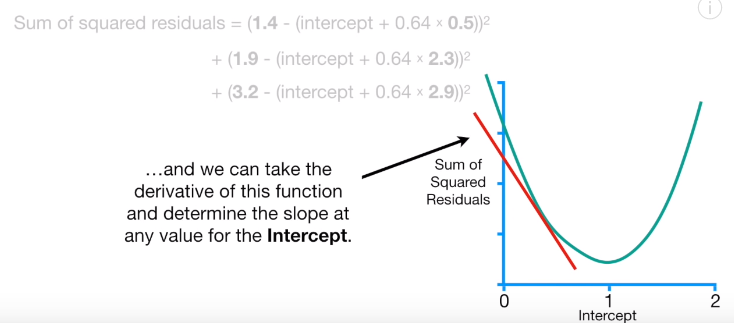 Sum of squared residuals = (1.4 - (intercept + 0.64 × 0.5))²
+ (1.9 - (intercept + 0.64 × 2.3))²
+ (3.2 - (intercept + 0.64 × 2.9))²
i
...and we can take the
derivative of this function
and determine the slope at
any value for the Intercept.
Sum of
Squared
Residuals
0 1 2
Intercept